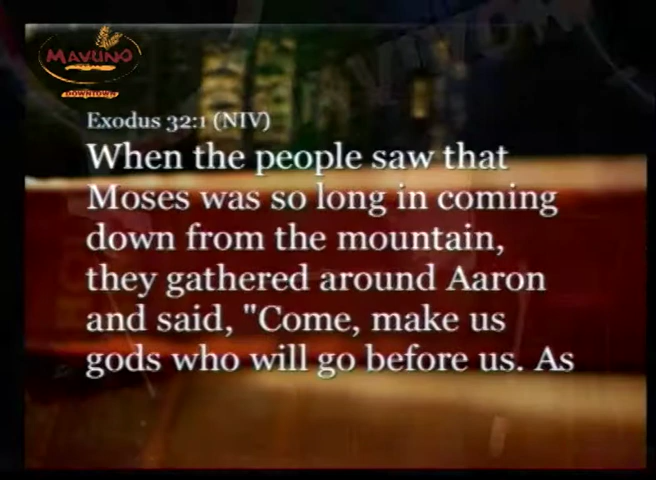 MAVUNO
DOWNTOWN
Exodus 32:1 (NIV)
When the people saw that
Moses was so long in coming
down from the mountain,
they gathered around Aaron
and said, "Come, make us
gods who will go before us. As